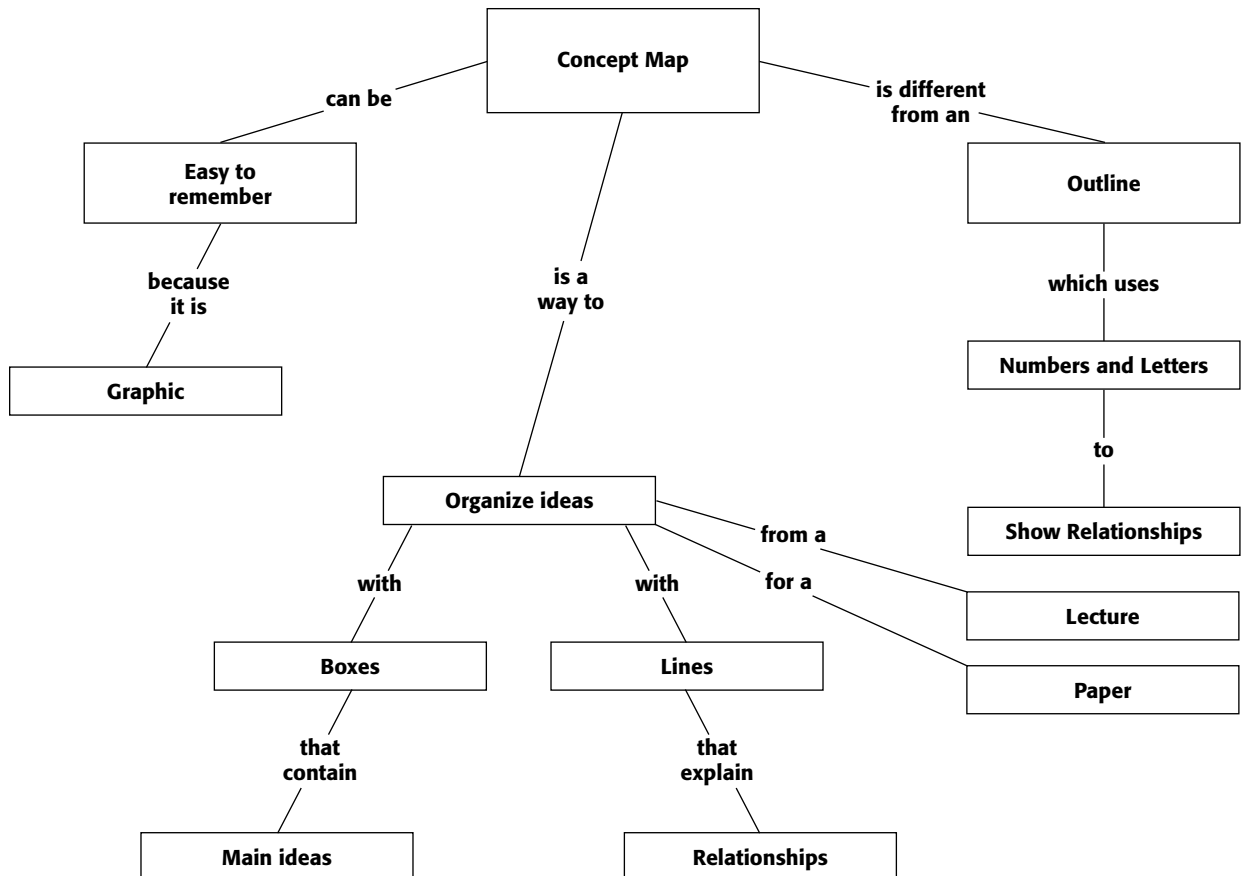 Concept Map
can be
is different
from an
Easy to
remember
Outline
because
it is
is a
way to
which uses
Graphic
Numbers and Letters
to
Organize ideas
Show Relationships
from a
for a
with
with
Lecture
Boxes
Lines
Paper
that
contain
that
explain
Main ideas
Relationships